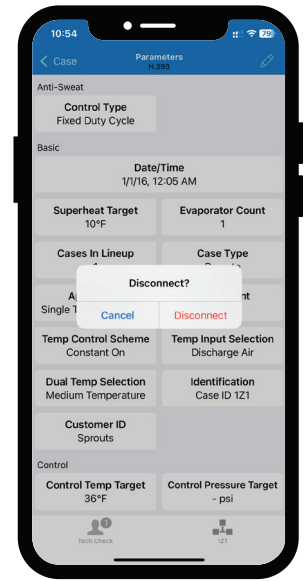 10:54
79
Case
Parameters
H.393
Anti-Sweat
Control Type
Fixed Duty Cycle
Basic
Date/Time
1/1/16, 12:05 AM
Superheat Target
10°F
Evaporator Count
1
Cases In Lineup
Case Type
Disconnect?
Single
Cancel
Disconnect
Temp Control Scheme
Constant On
Temp Input Selection
Discharge Air
Dual Temp Selection
Medium Temperature
Identification
Case ID 1Z1
Customer ID
Sprouts
Control
Control Temp Target
36°F
Control Pressure Target
- psi
0
Tech Check
1Z1